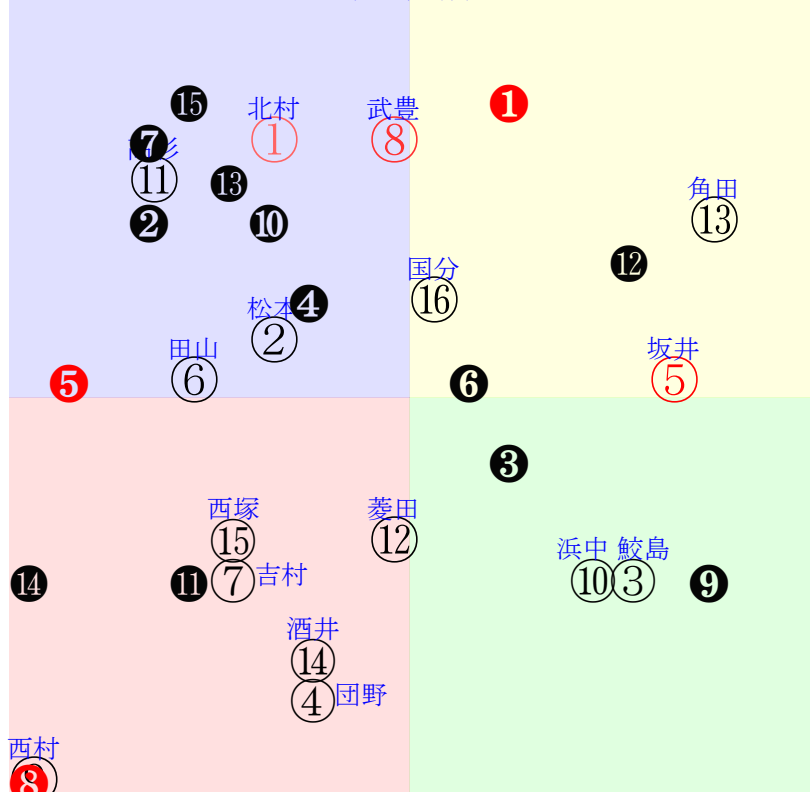 ⓯
北村
武豊
❶
①
⑧
❼
⑪
⓭
角田
⑬
❷
❿
国分
⓬
⑯
松本
❹
②
田山
⑥
坂井
⑤
❺
❻
❸
西塚
⑮
菱田
⑫
浜中 鮫島
⑩③
⓮
⓫
⑦吉村
❾
酒井
⑭
④団野
西村
❽